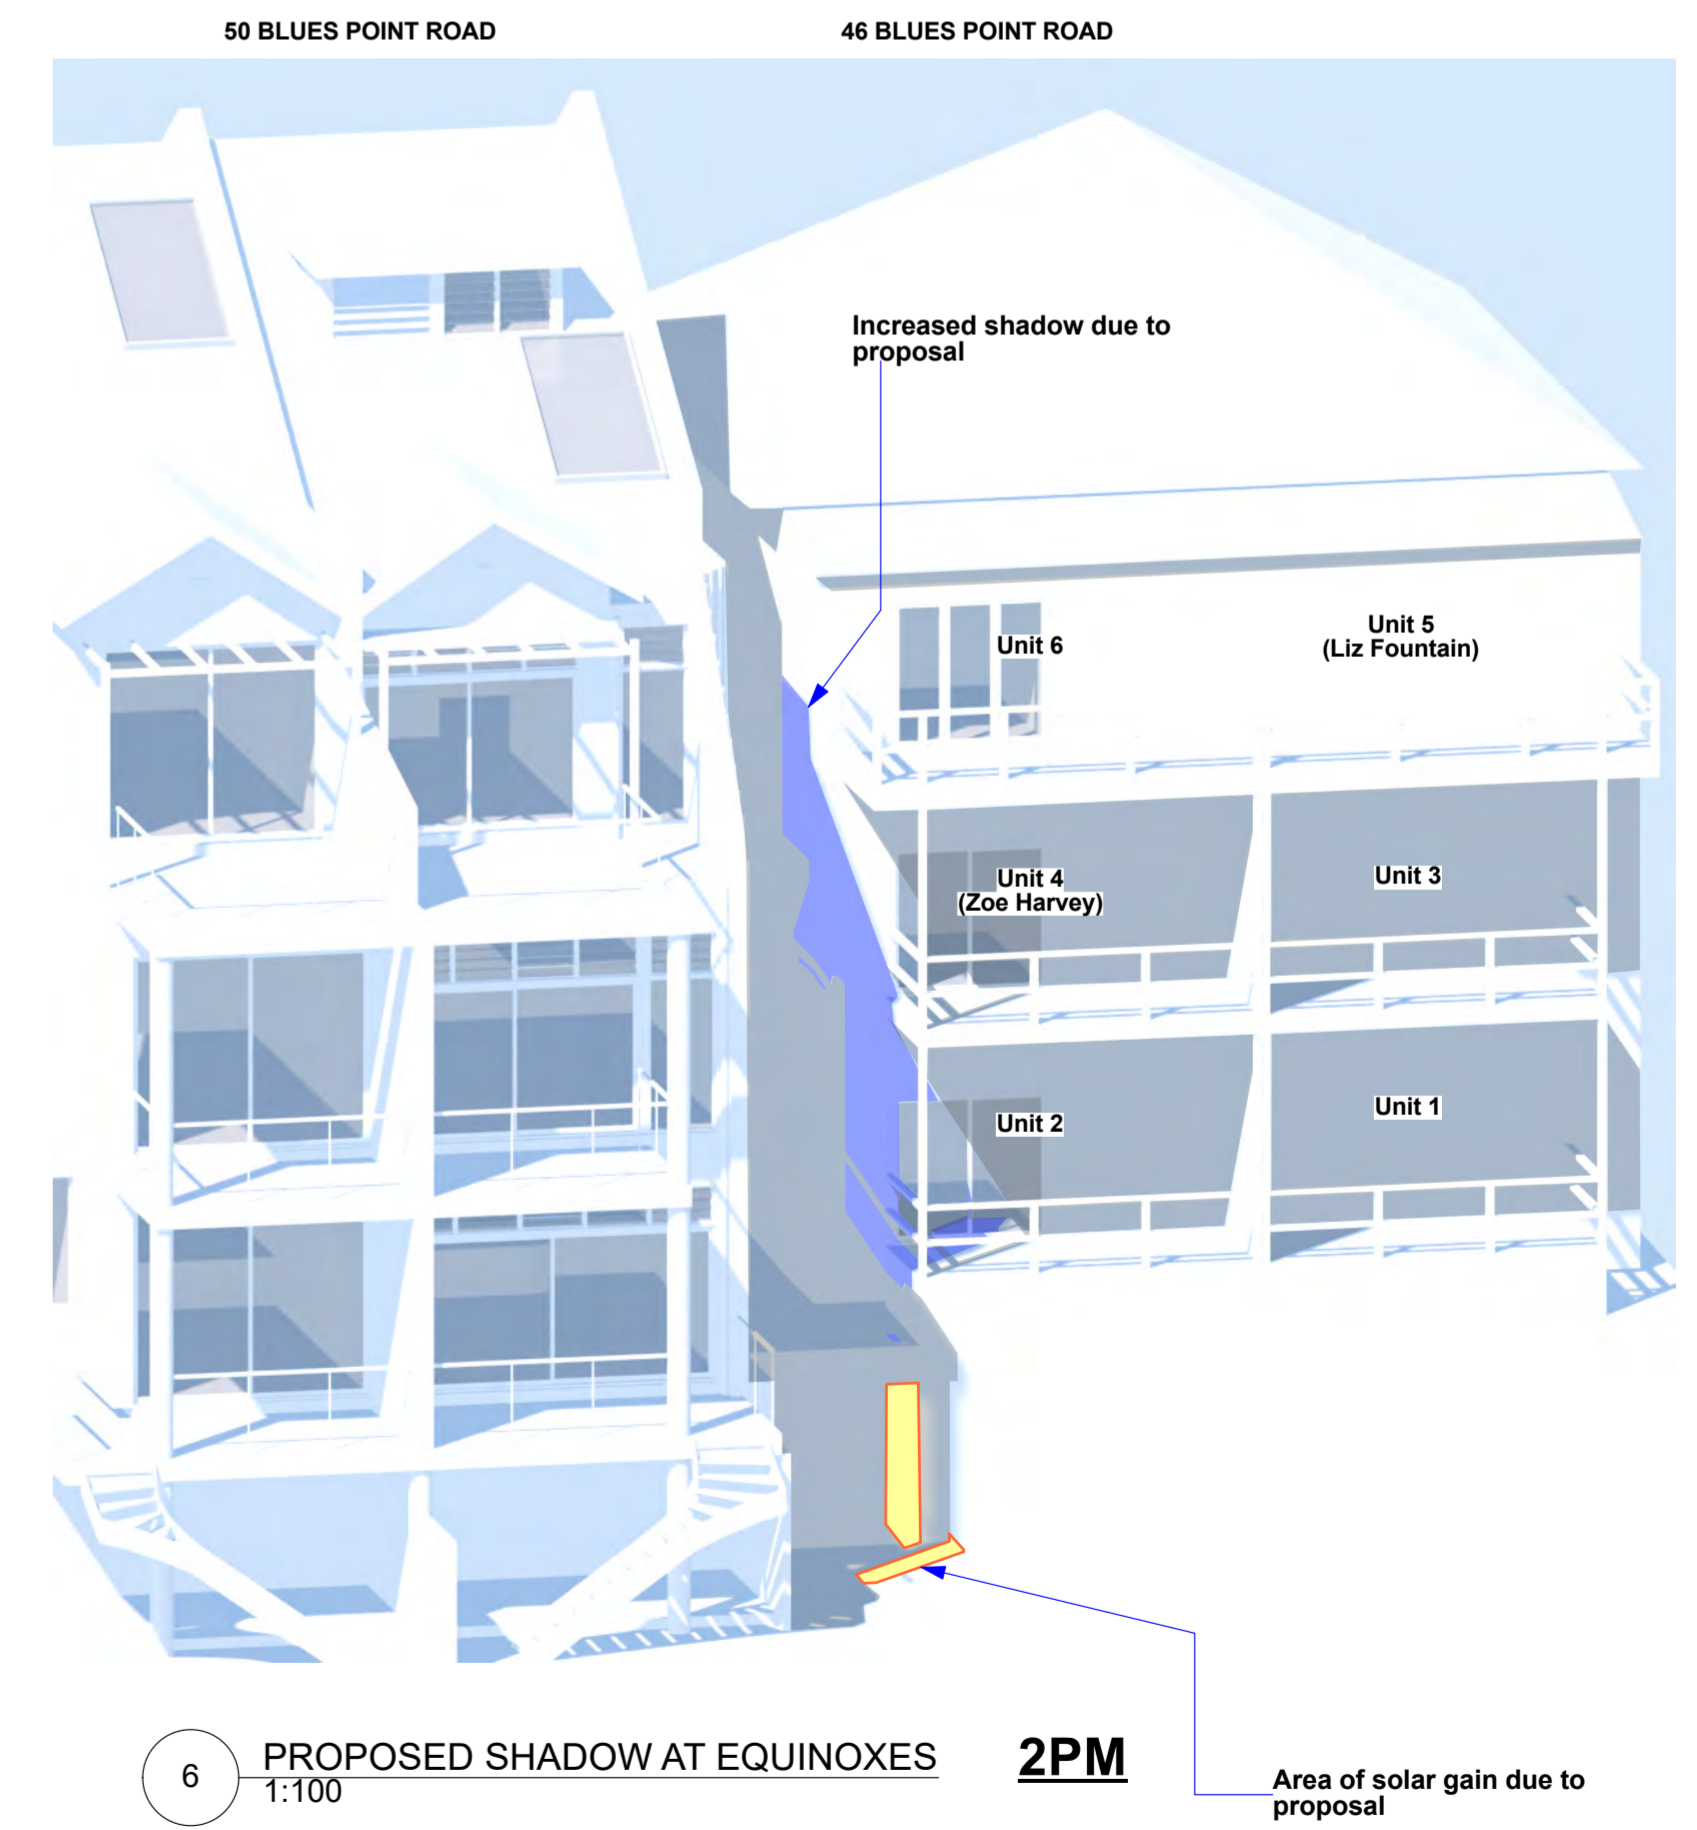 50 BLUES POINT ROAD
46 BLUES POINT ROAD
Increased shadow due to
proposal
Unit 6
Unit 5
(Liz Fountain)
Unit 4
(Zoe Harvey)
Unit 3
Unit 2
Unit 1
6
PROPOSED SHADOW AT EQUINOXES
1:100
2PM
Area of solar gain due to
proposal